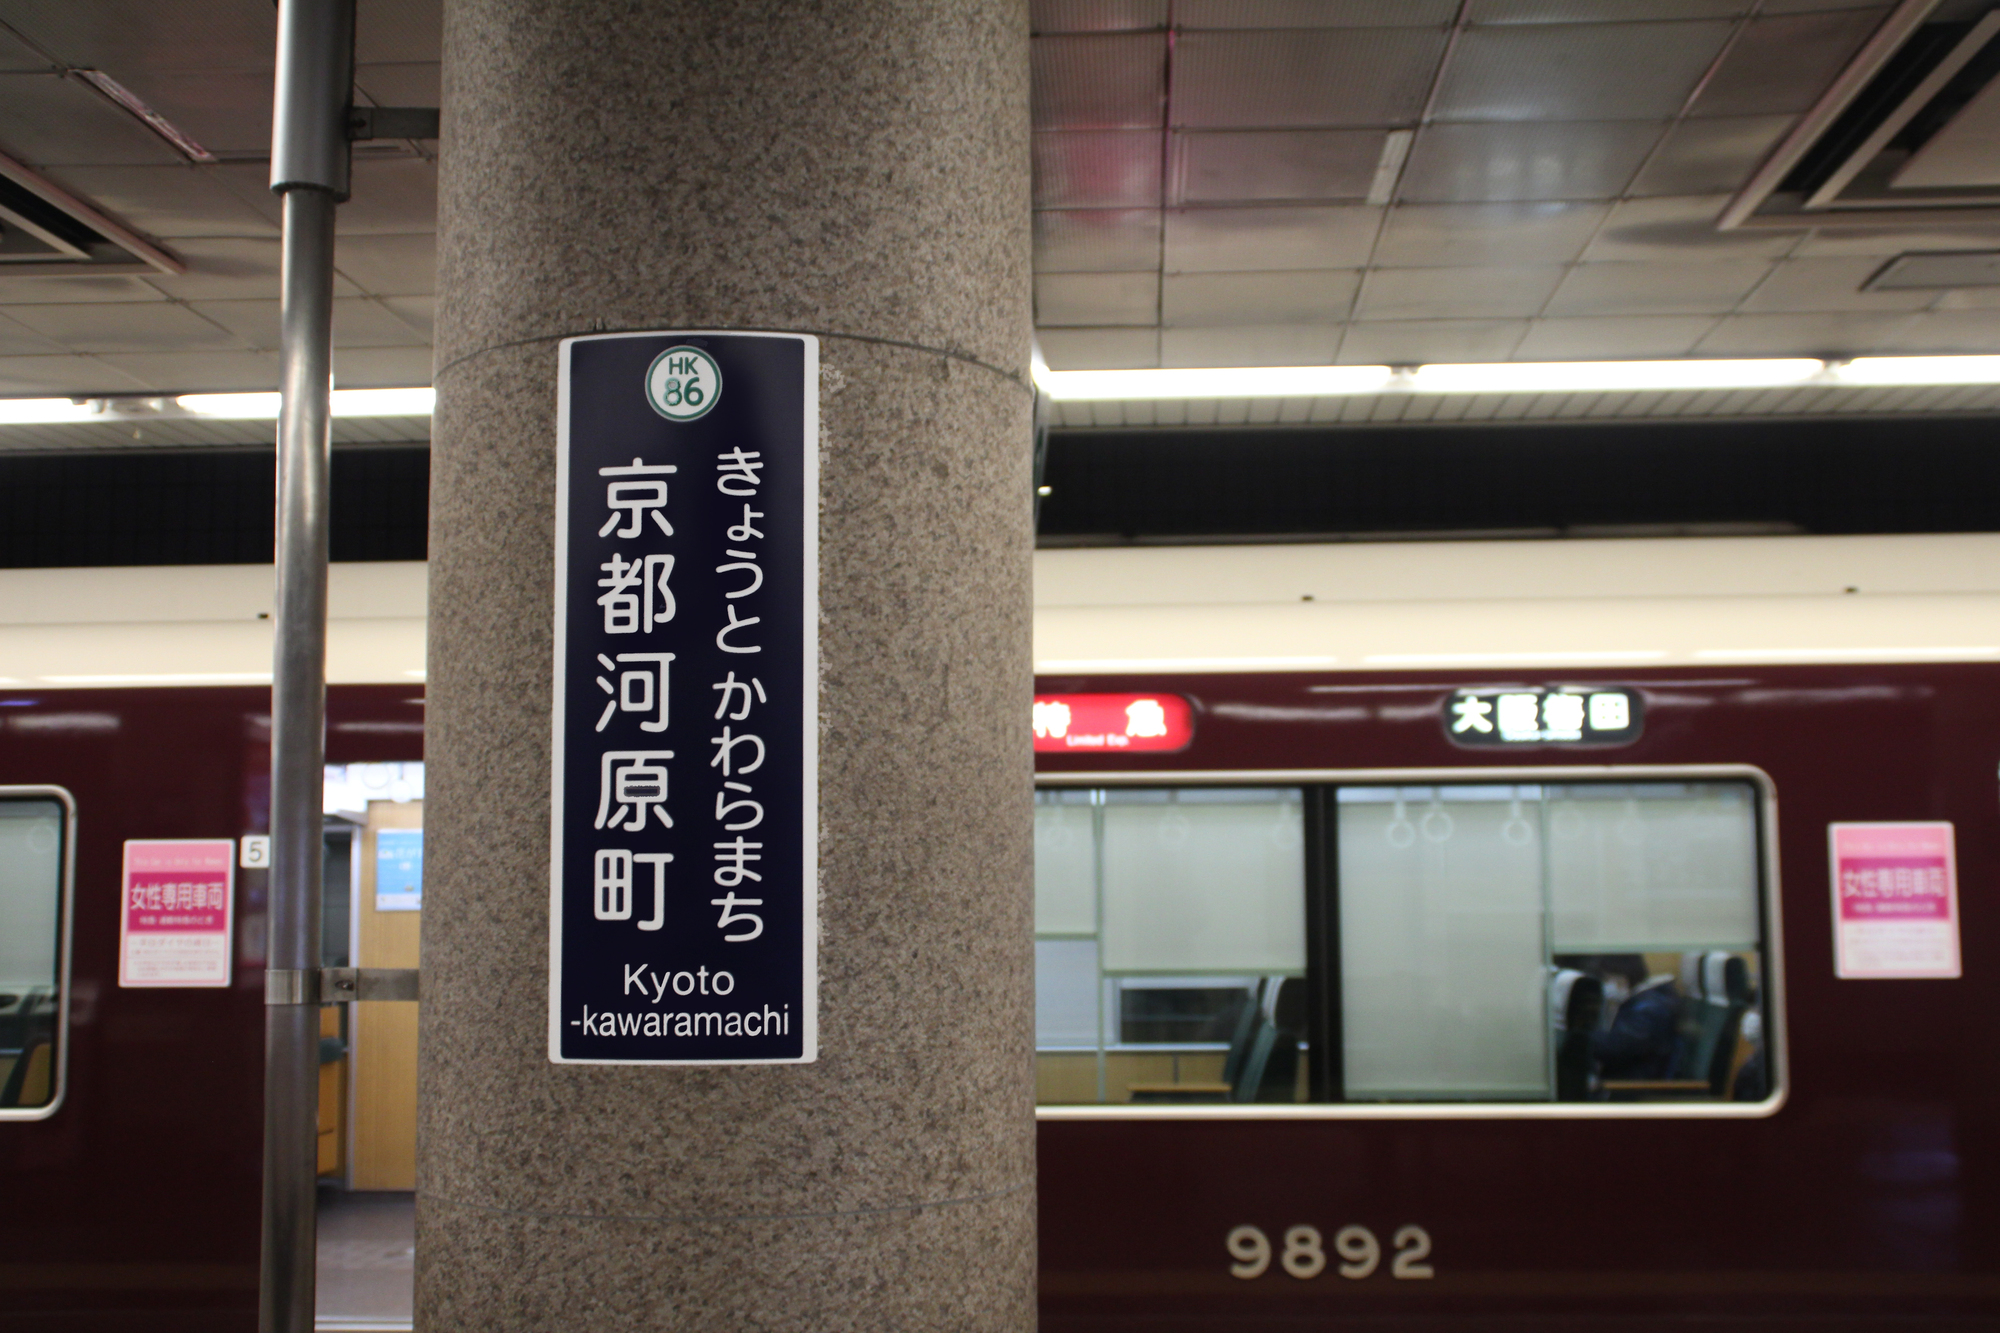 HK
86
きょうと かわらまち
京都河原町
Kyoto
-kawaramachi
特急
Limited Exp.
大阪梅田
5
女性専用車両
女性専用車両
9892